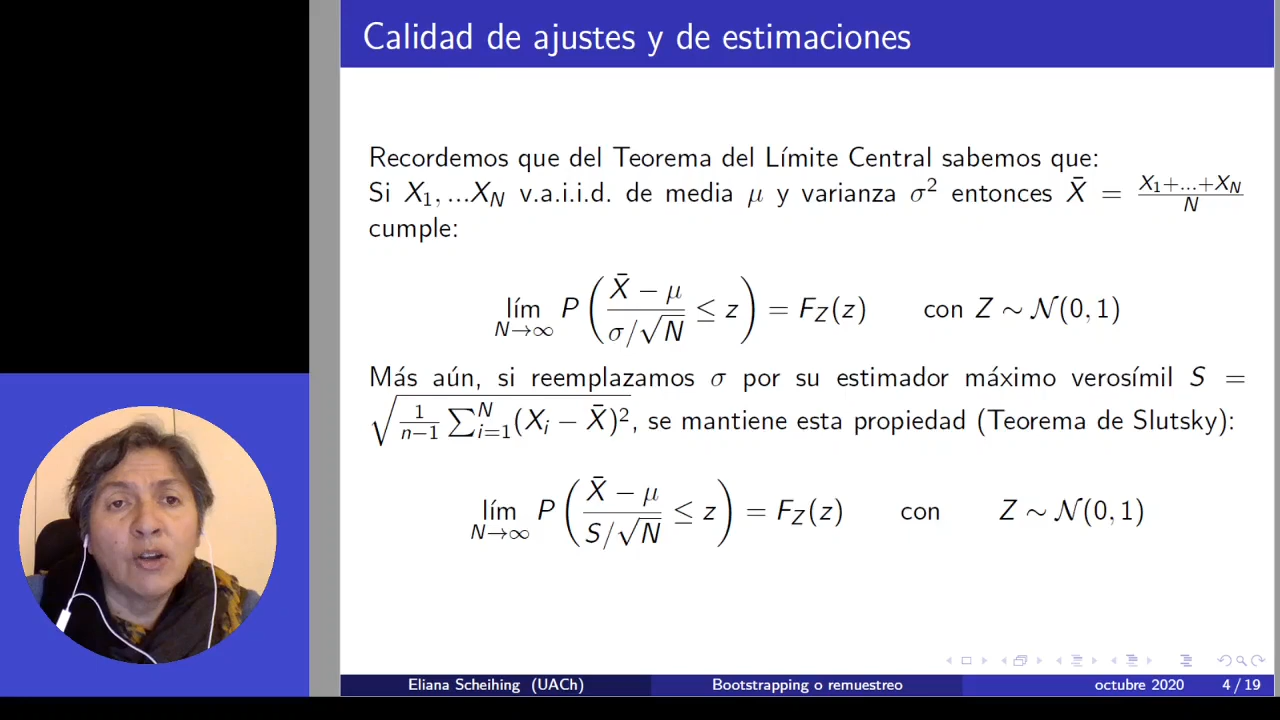 Calidad de ajustes y de estimaciones
Recordemos que del Teorema del Límite Central sabemos que:
Si X₁, ...X_N v.a.i.i.d. de media μ y varianza σ² entonces X̄ = (X₁+...+X_N)/N
cumple:
lím_{N→∞} P( (X̄ − μ)/(σ/√N) ≤ z ) = F_Z(z) con Z ∼ 𝒩(0, 1)
Más aún, si reemplazamos σ por su estimador máximo verosímil S =
√(1/(n−1) ∑_{i=1}^{N}(X_i − X̄)²), se mantiene esta propiedad (Teorema de Slutsky):
lím_{N→∞} P( (X̄ − μ)/(S/√N) ≤ z ) = F_Z(z) con Z ∼ 𝒩(0, 1)
Eliana Scheihing (UACh) Bootstrapping o remuestreo octubre 2020 4 / 19